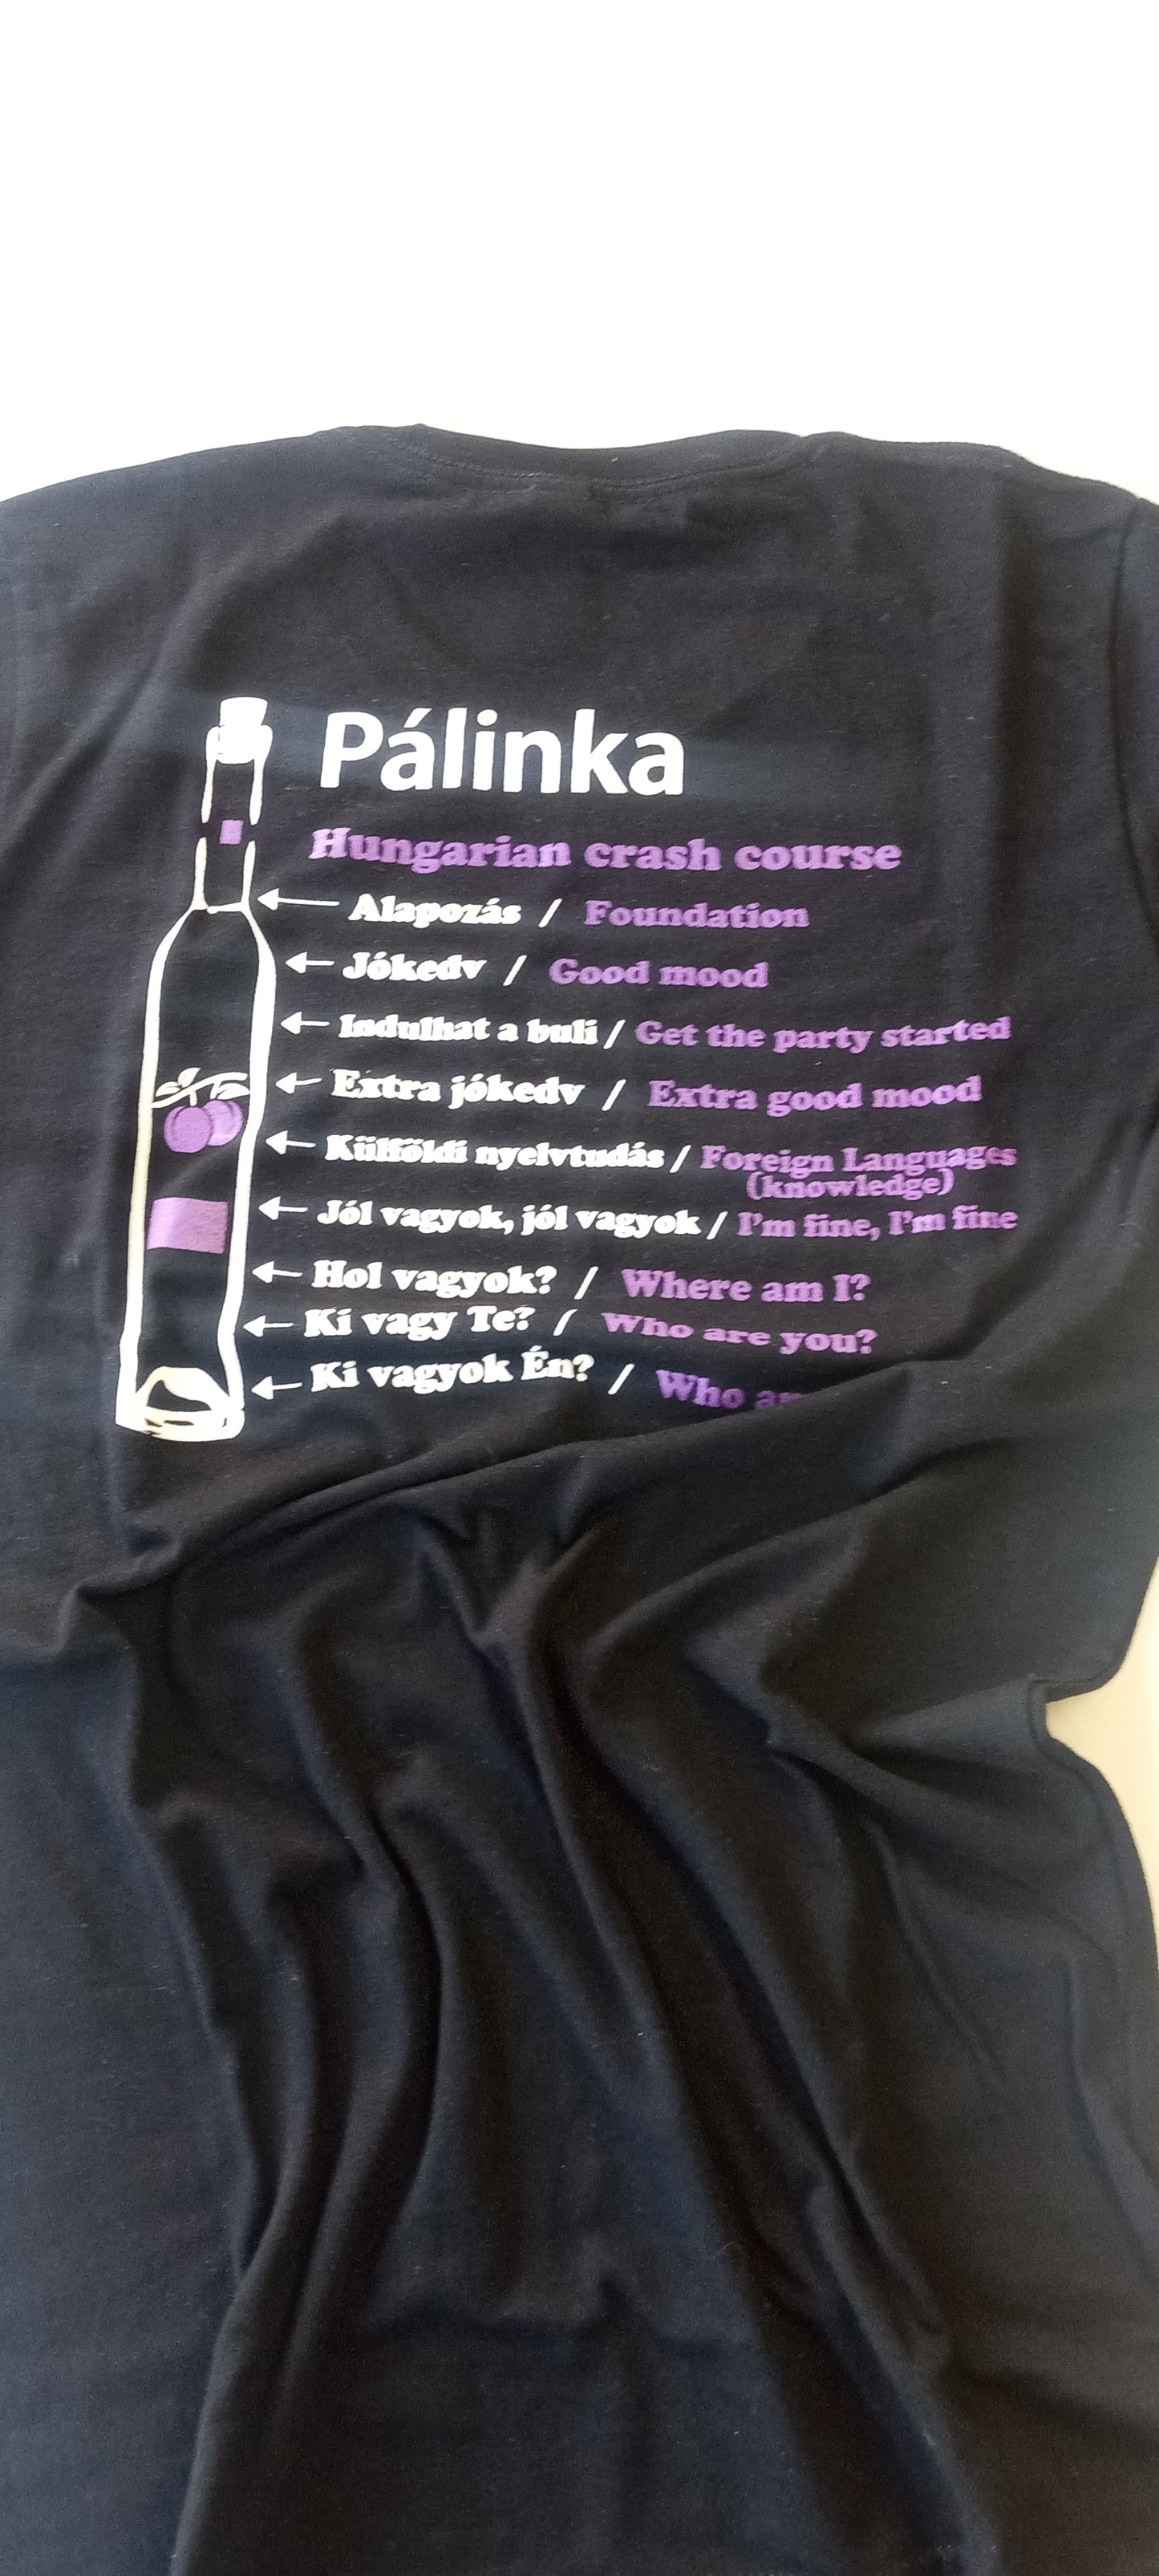 Pálinka
Hungarian crash course
Alapozás / Foundation
Jókedv / Good mood
Indulhat a buli / Get the party started
Extra jókedv / Extra good mood
Külföldi nyelvtudás / Foreign Languages
(knowledge)
Jól vagyok, jól vagyok / I'm fine, I'm fine
Hol vagyok? / Where am I?
Ki vagy Te? / Who are you?
Ki vagyok Én? / Who